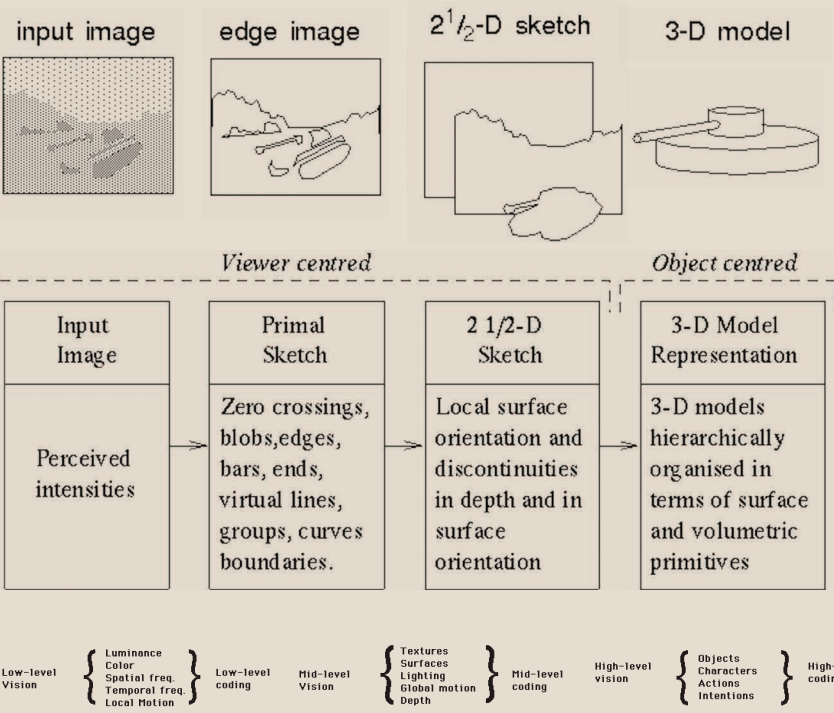 input image
edge image
2 1/2-D sketch
3-D model
Viewer centred
Object centred
Input
Image
Perceived
intensities
Primal
Sketch
Zero crossings,
blobs,edges,
bars, ends,
virtual lines,
groups, curves
boundaries.
2 1/2-D
Sketch
Local surface
orientation and
discontinuities
in depth and in
surface
orientation
3-D Model
Representation
3-D models
hierarchically
organised in
terms of surface
and volumetric
primitives
Low-level
Vision
Luminance
Color
Spatial freq.
Temporal freq.
Local Motion
Low-level
coding
Mid-level
Vision
Textures
Surfaces
Lighting
Global motion
Depth
Mid-level
coding
High-level
vision
Objects
Characters
Actions
Intentions